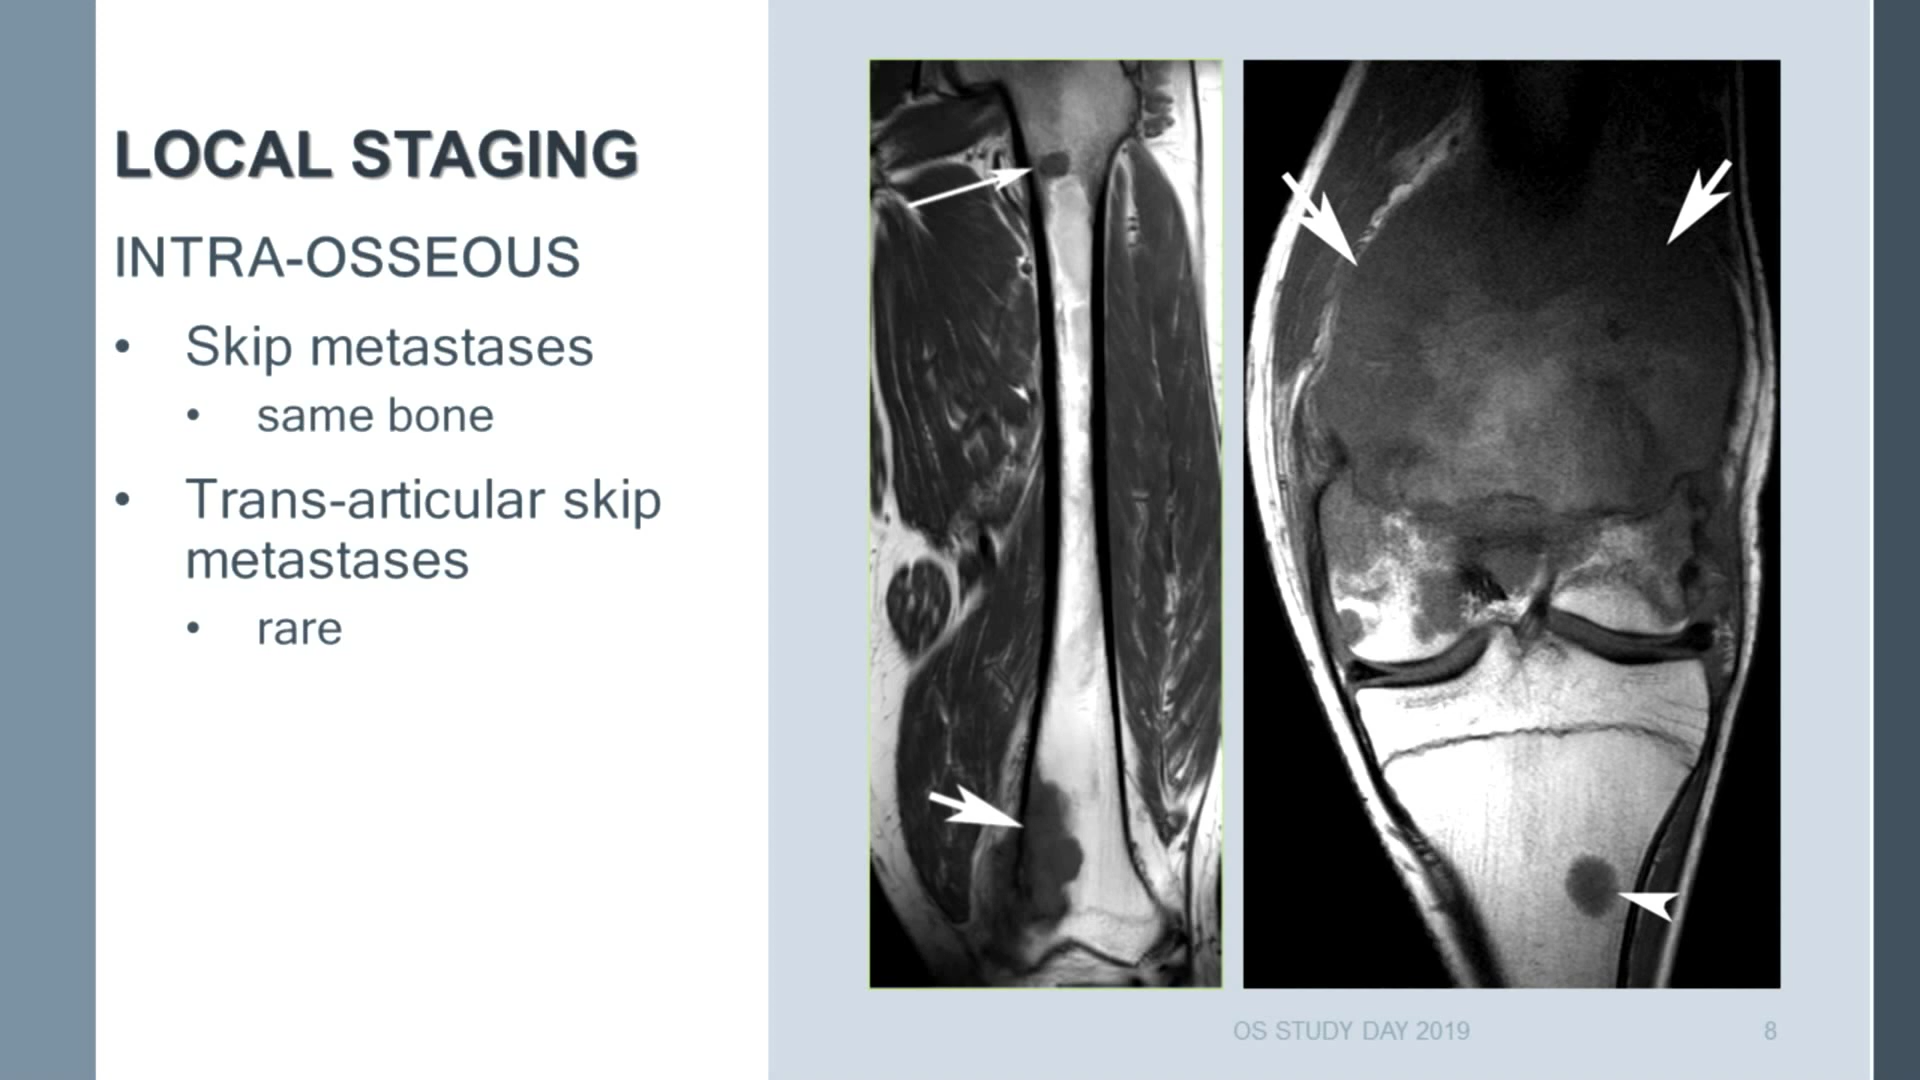 LOCAL STAGING
INTRA-OSSEOUS
• Skip metastases
• same bone
• Trans-articular skip
metastases
• rare
OS STUDY DAY 2019
8